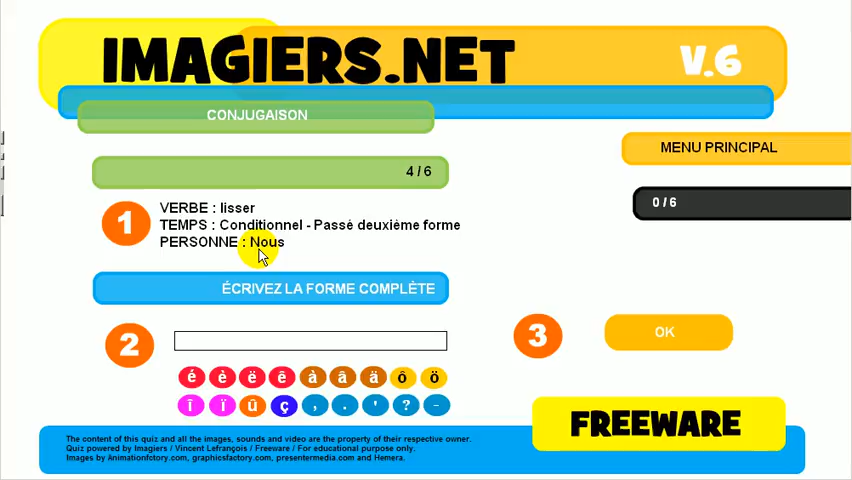 IMAGIERS.NET
V.6
CONJUGAISON
MENU PRINCIPAL
4 / 6
0 / 6
1
VERBE : lisser
TEMPS : Conditionnel - Passé deuxième forme
PERSONNE : Nous
ÉCRIVEZ LA FORME COMPLÈTE
2
3
OK
é è ë ê à â ä ô ö
î ï û ç , . ' ? -
FREEWARE
The content of this quiz and all the images, sounds and video are the property of their respective owner.
Quiz powered by Imagiers / Vincent Lefrançois / For educational purpose only.
Images by Animationfctory.com, graphicsfactory.com, presentermedia.com and Hemera.